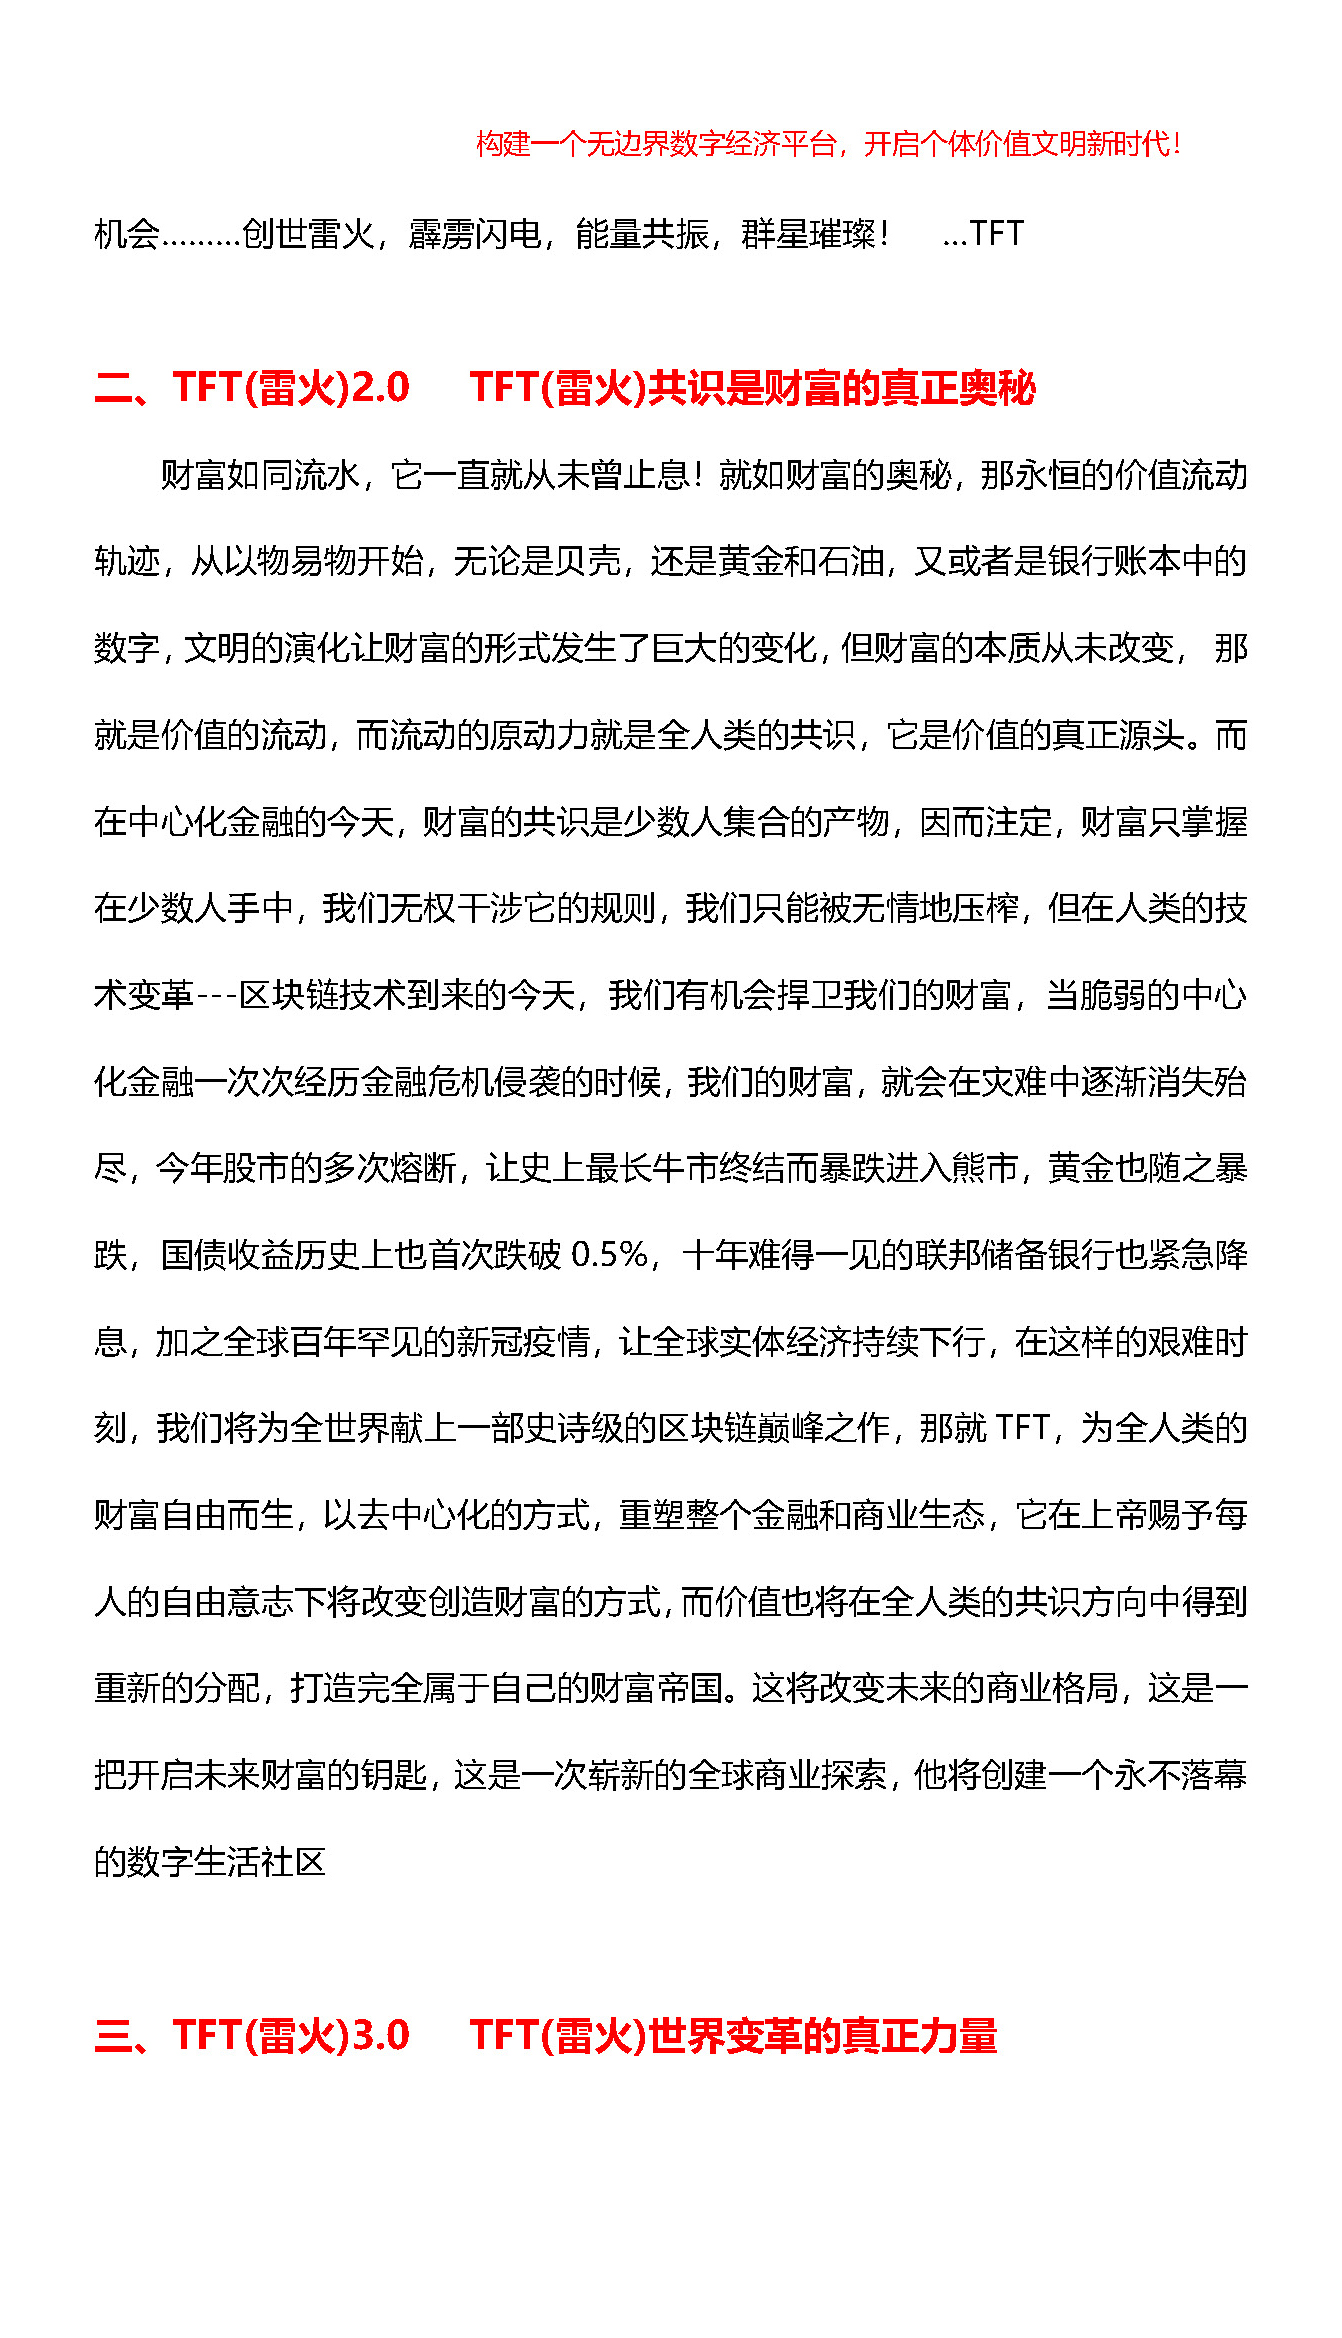 构建一个无边界数字经济平台，开启个体价值文明新时代！
机会………创世雷火，霹雳闪电，能量共振，群星璀璨！ …TFT
二、TFT(雷火)2.0 TFT(雷火)共识是财富的真正奥秘
财富如同流水，它一直就从未曾止息！就如财富的奥秘，那永恒的价值流动
轨迹，从以物易物开始，无论是贝壳，还是黄金和石油，又或者是银行账本中的
数字，文明的演化让财富的形式发生了巨大的变化，但财富的本质从未改变， 那
就是价值的流动，而流动的原动力就是全人类的共识，它是价值的真正源头。而
在中心化金融的今天，财富的共识是少数人集合的产物，因而注定，财富只掌握
在少数人手中，我们无权干涉它的规则，我们只能被无情地压榨，但在人类的技
术变革---区块链技术到来的今天，我们有机会捍卫我们的财富，当脆弱的中心
化金融一次次经历金融危机侵袭的时候，我们的财富，就会在灾难中逐渐消失殆
尽，今年股市的多次熔断，让史上最长牛市终结而暴跌进入熊市，黄金也随之暴
跌，国债收益历史上也首次跌破 0.5%，十年难得一见的联邦储备银行也紧急降
息，加之全球百年罕见的新冠疫情，让全球实体经济持续下行，在这样的艰难时
刻，我们将为全世界献上一部史诗级的区块链巅峰之作，那就 TFT，为全人类的
财富自由而生，以去中心化的方式，重塑整个金融和商业生态，它在上帝赐予每
人的自由意志下将改变创造财富的方式，而价值也将在全人类的共识方向中得到
重新的分配，打造完全属于自己的财富帝国。这将改变未来的商业格局，这是一
把开启未来财富的钥匙，这是一次崭新的全球商业探索，他将创建一个永不落幕
的数字生活社区
三、TFT(雷火)3.0 TFT(雷火)世界变革的真正力量